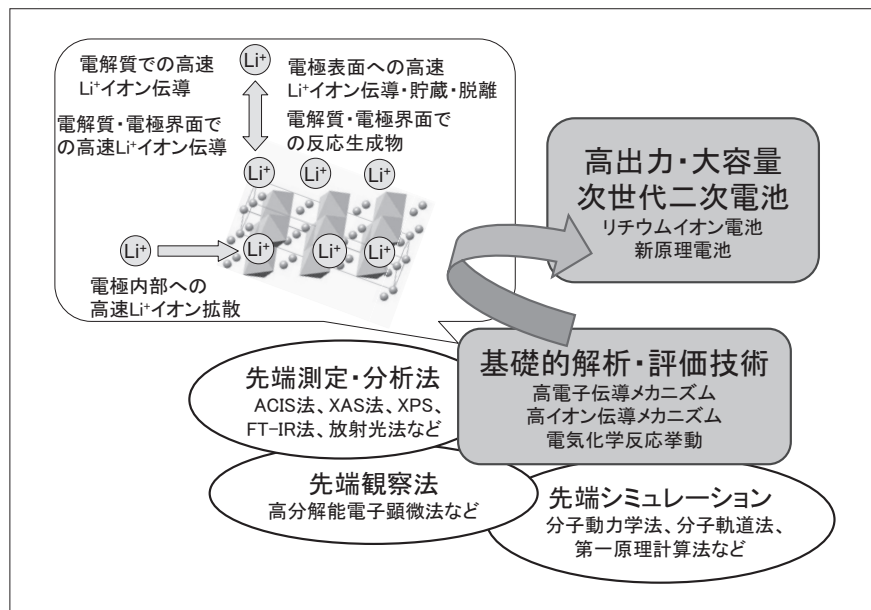 電解質での高速
Li⁺イオン伝導
Li⁺
電極表面への高速
Li⁺イオン伝導・貯蔵・脱離
電解質・電極界面で
の高速Li⁺イオン伝導
電解質・電極界面で
の反応生成物
Li⁺
Li⁺
Li⁺
Li⁺
Li⁺
Li⁺
Li⁺
電極内部への
高速Li⁺イオン拡散
高出力・大容量
次世代二次電池
リチウムイオン電池
新原理電池
基礎的解析・評価技術
高電子伝導メカニズム
高イオン伝導メカニズム
電気化学反応挙動
先端測定・分析法
ACIS法、XAS法、XPS、
FT-IR法、放射光法など
先端観察法
高分解能電子顕微法など
先端シミュレーション
分子動力学法、分子軌道法、
第一原理計算法など